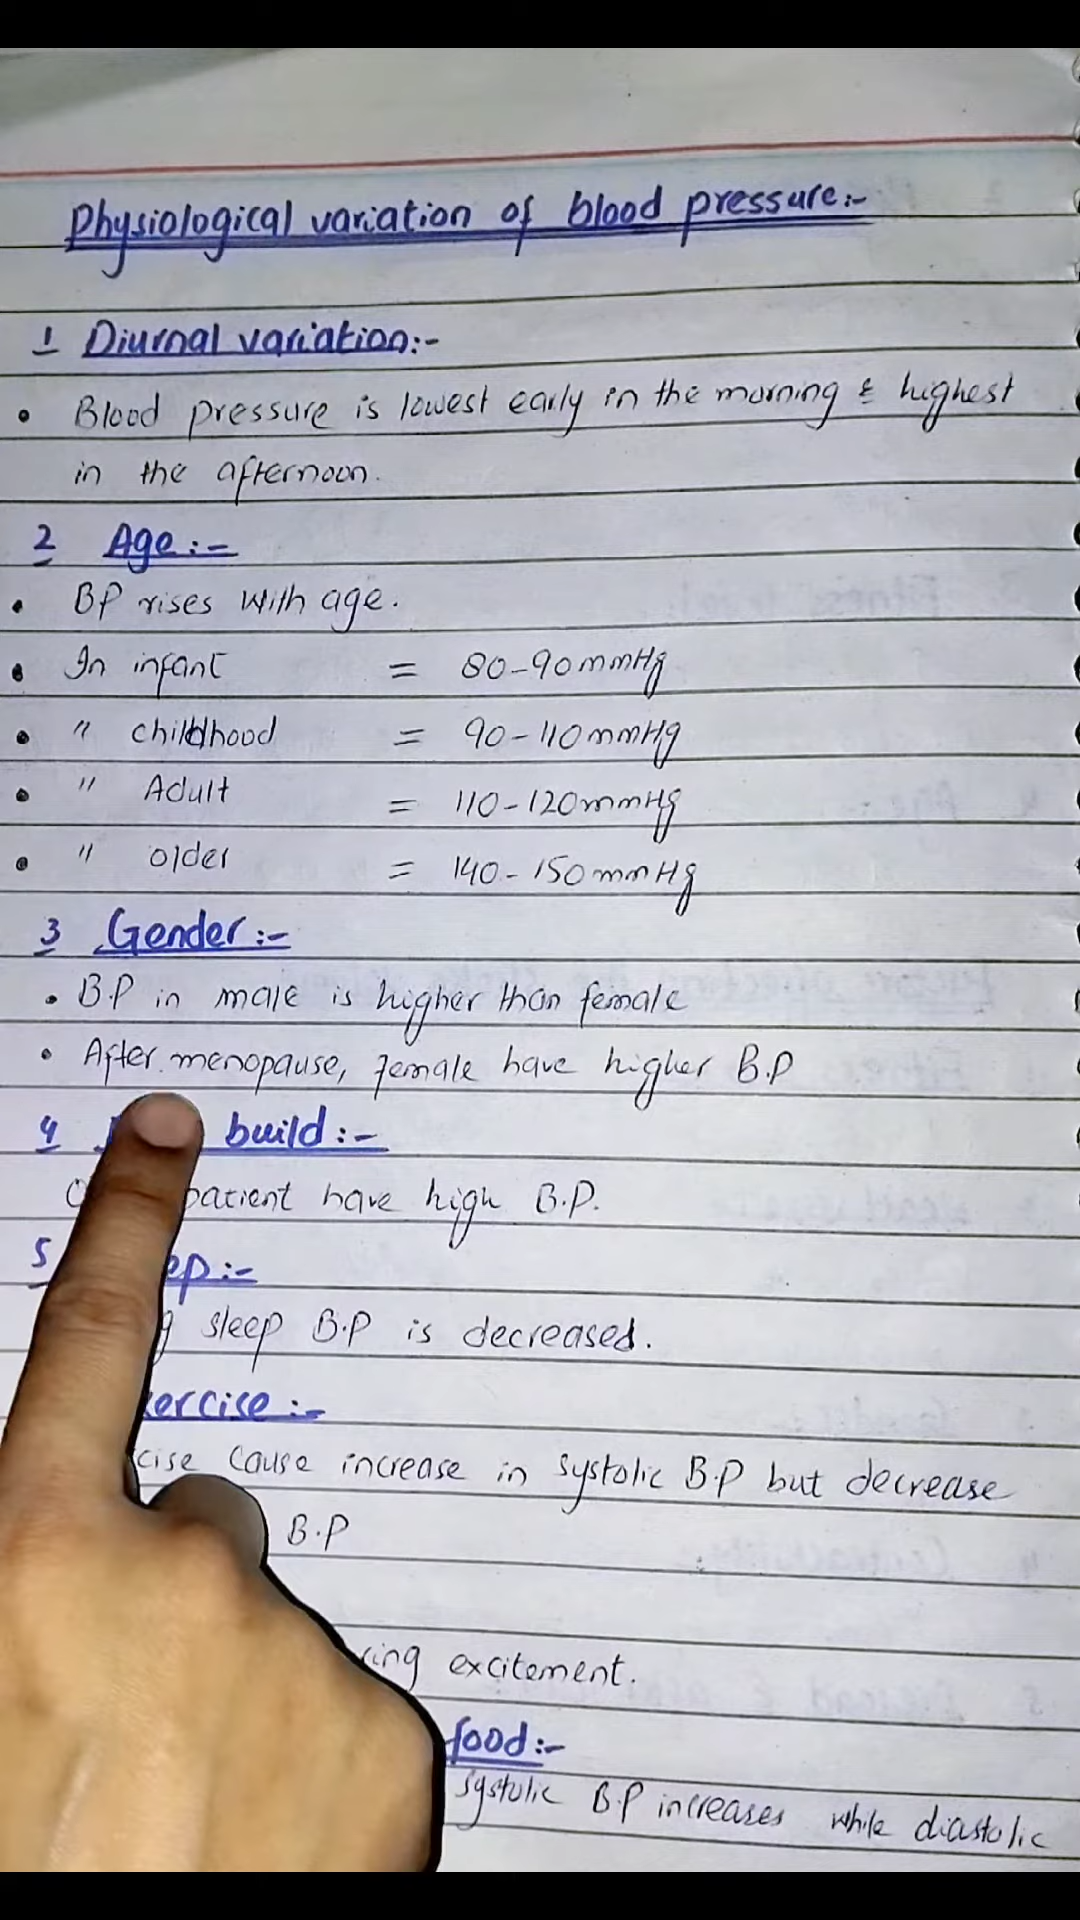 Physiological variation of blood pressure:-
1 Diurnal variation:-
• Blood pressure is lowest early in the morning & highest
in the afternoon.
2 Age:-
• BP rises with age.
• In infant = 80-90mmHg
• " childhood = 90-110mmHg
• " Adult = 110-120mmHg
• " older = 140-150mmHg
3 Gender:-
• B.P in male is higher than female
• After menopause, female have higher B.P
4 build:-
patient have high B.P.
5
sleep B.P is decreased.
cause increase in systolic B.P but decrease
B.P
excitement.
food:-
systolic B.P increases while diastolic